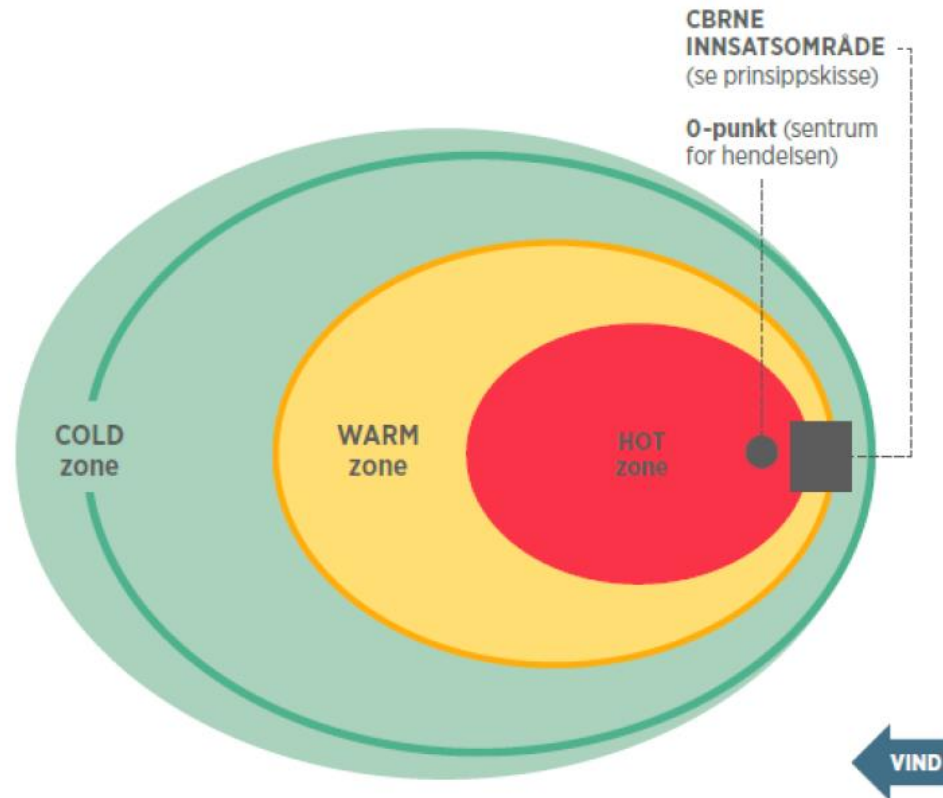 CBRNE
INNSATSOMRÅDE
(se prinsippskisse)
0-punkt (sentrum
for hendelsen)
COLD
zone
WARM
zone
HOT
zone
VIND